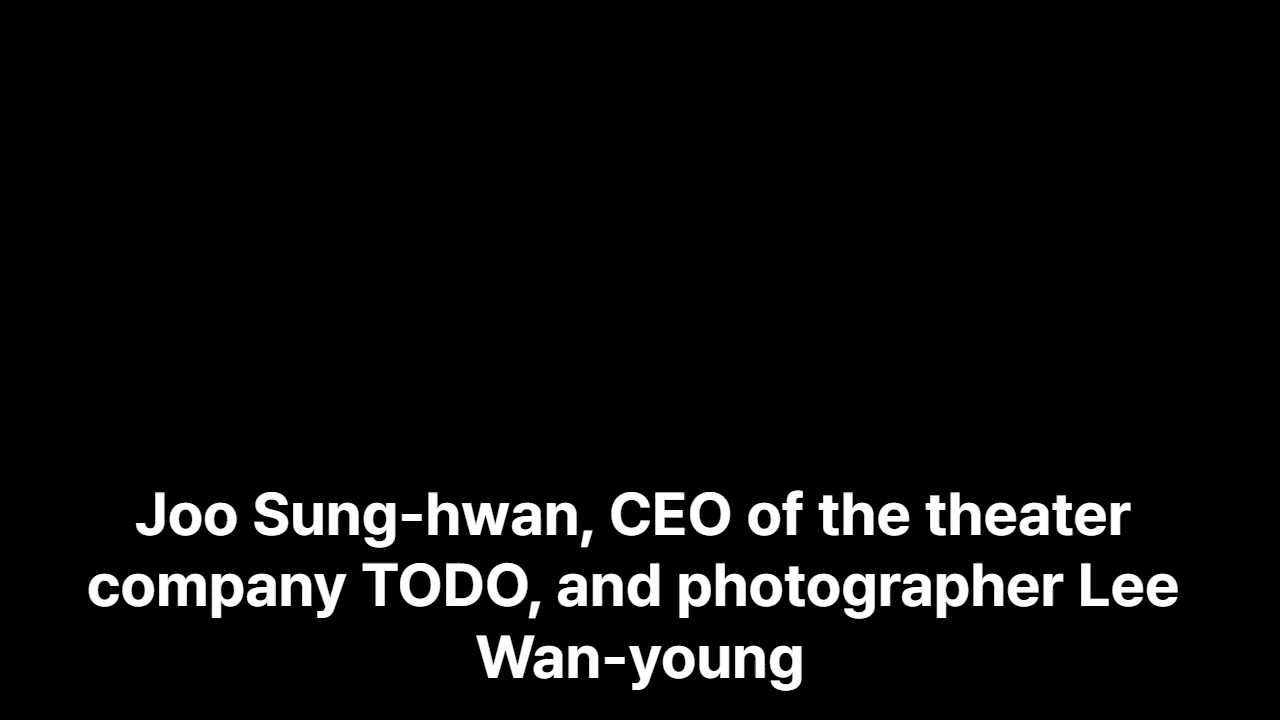 Joo Sung-hwan, CEO of the theater
company TODO, and photographer Lee
Wan-young